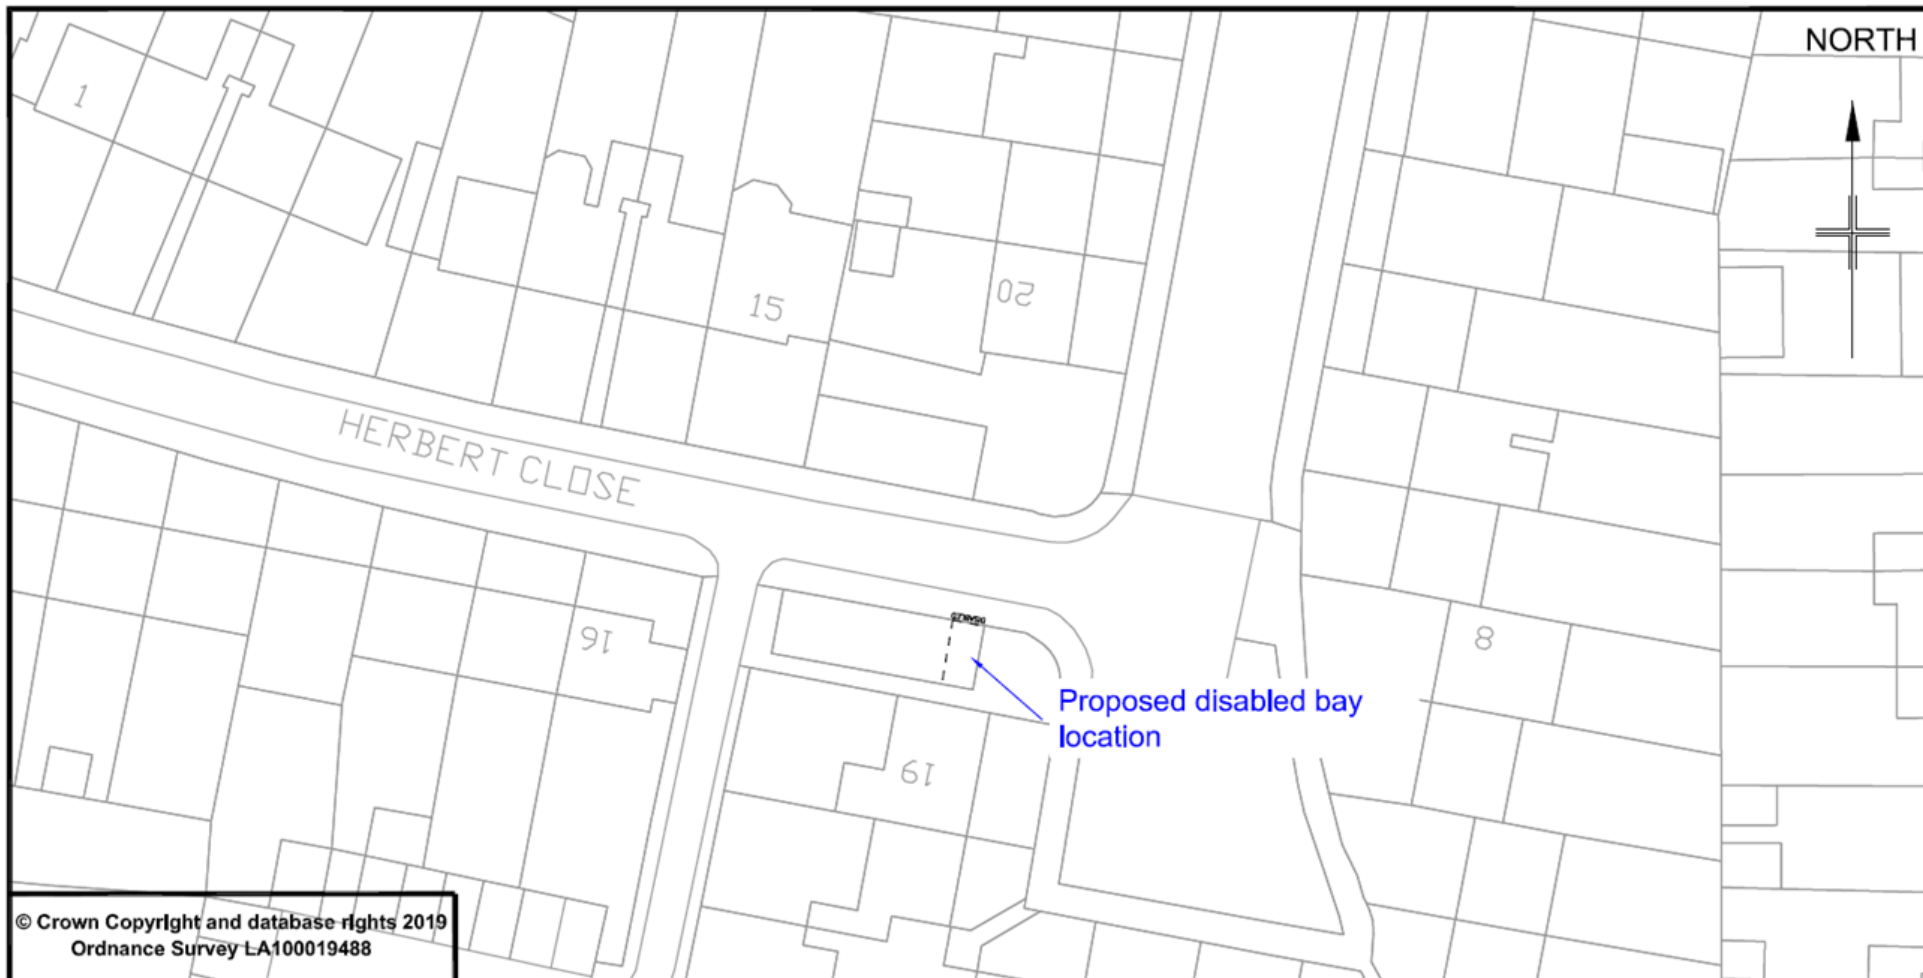 NORTH
1
15
20
HERBERT CLOSE
16
DISABLED
8
Proposed disabled bay
location
19
© Crown Copyright and database rights 2019
Ordnance Survey LA100019488